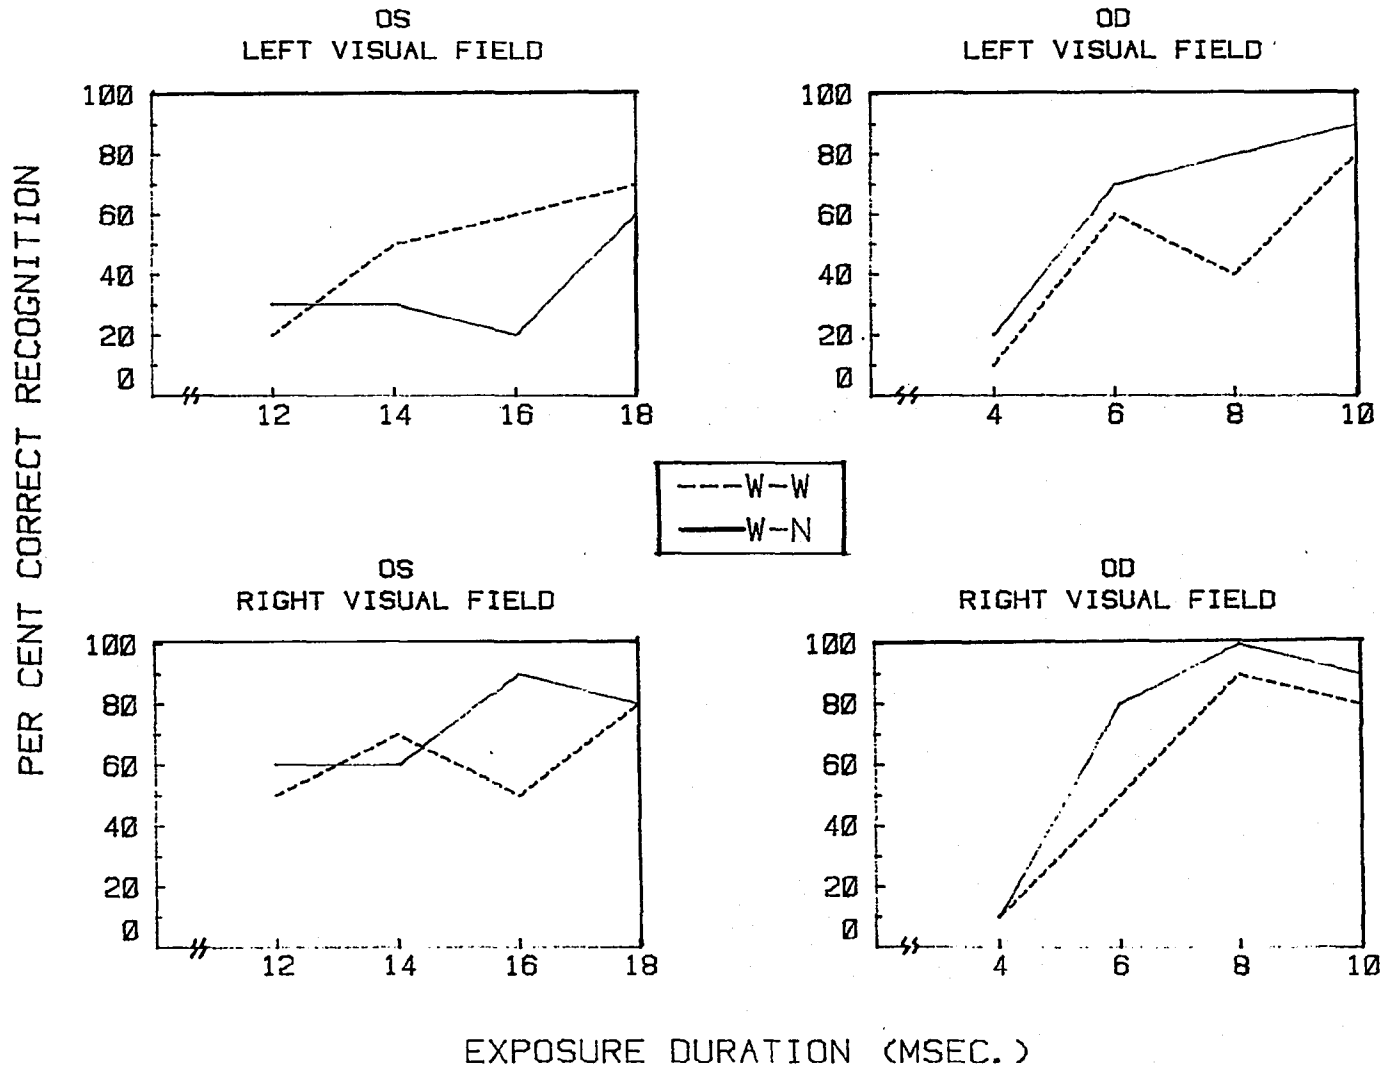 OS
LEFT VISUAL FIELD
OD
LEFT VISUAL FIELD
100
80
60
40
20
0
12 14 16 18
100
80
60
40
20
0
4 6 8 10
PER CENT CORRECT RECOGNITION
W-W
W-N
OS
RIGHT VISUAL FIELD
OD
RIGHT VISUAL FIELD
100
80
60
40
20
0
12 14 16 18
100
80
60
40
20
0
4 6 8 10
EXPOSURE DURATION (MSEC.)